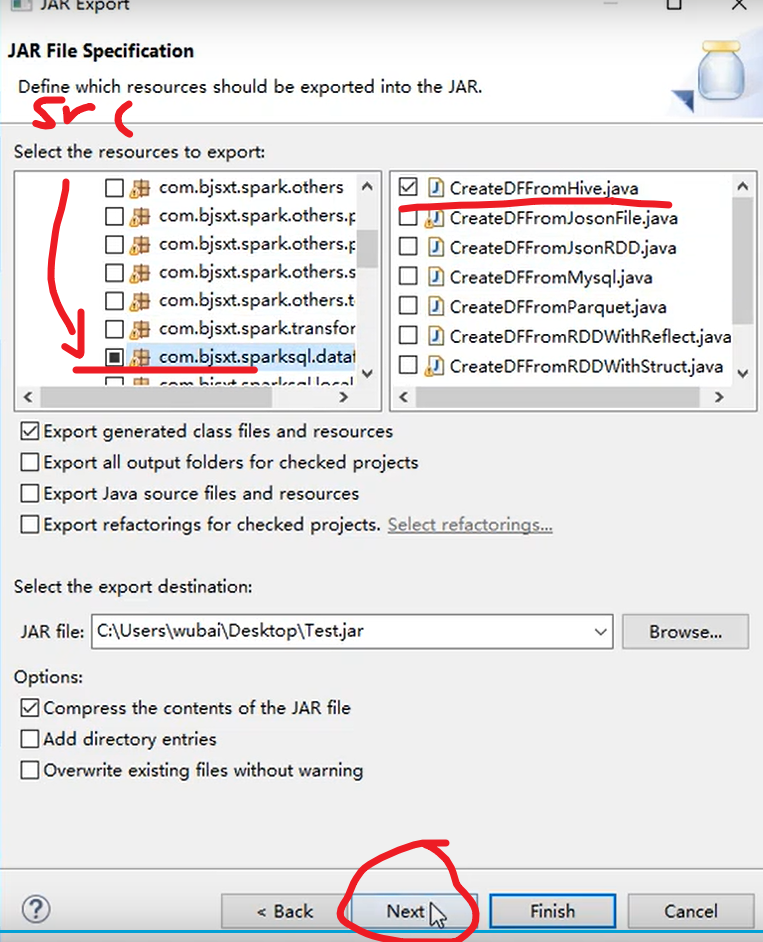 JAR Export
JAR File Specification
Define which resources should be exported into the JAR.
src
Select the resources to export:
com.bjsxt.spark.others
com.bjsxt.spark.others.p
com.bjsxt.spark.others.p
com.bjsxt.spark.others.s
com.bjsxt.spark.others.t
com.bjsxt.spark.transfor
com.bjsxt.sparksql.dataf
com.bjsxt.sparksql.local
CreateDFFromHive.java
CreateDFFromJosonFile.java
CreateDFFromJsonRDD.java
CreateDFFromMysql.java
CreateDFFromParquet.java
CreateDFFromRDDWithReflect.java
CreateDFFromRDDWithStruct.java
Export generated class files and resources
Export all output folders for checked projects
Export Java source files and resources
Export refactorings for checked projects. Select refactorings...
Select the export destination:
JAR file: C:\Users\wubai\Desktop\Test.jar Browse...
Options:
Compress the contents of the JAR file
Add directory entries
Overwrite existing files without warning
? < Back Next Finish Cancel